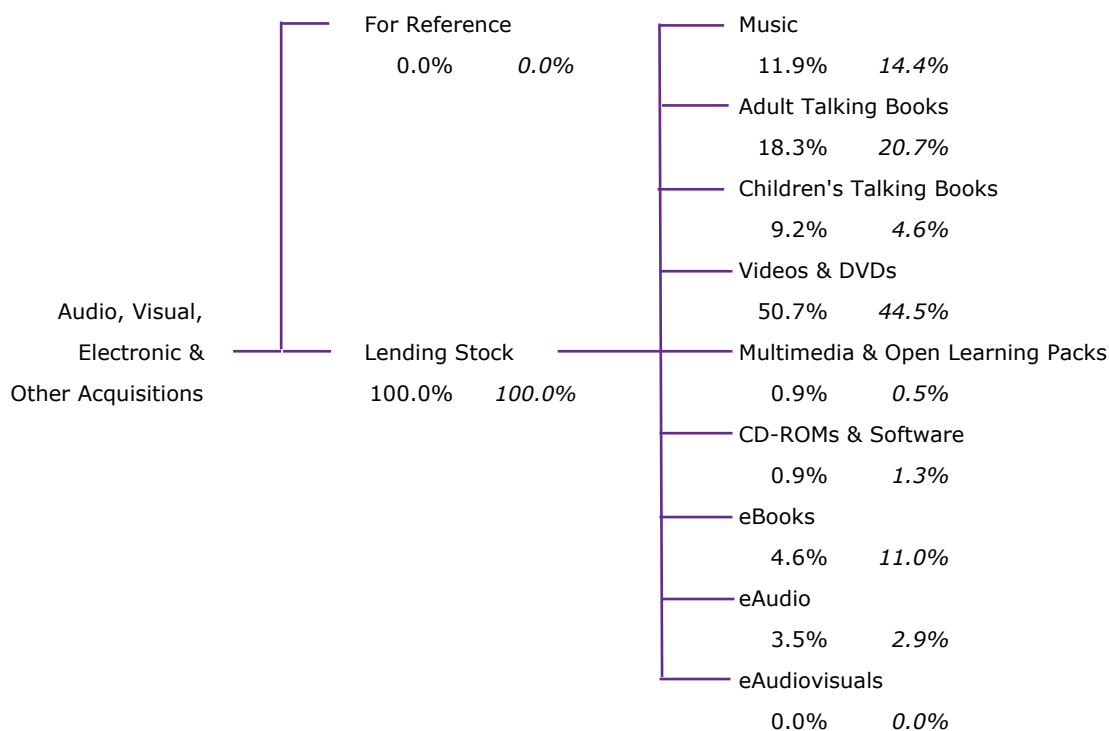 For Reference
0.0% 0.0%
Audio, Visual,
Electronic &
Other Acquisitions
Lending Stock
100.0% 100.0%
Music
11.9% 14.4%
Adult Talking Books
18.3% 20.7%
Children's Talking Books
9.2% 4.6%
Videos & DVDs
50.7% 44.5%
Multimedia & Open Learning Packs
0.9% 0.5%
CD-ROMs & Software
0.9% 1.3%
eBooks
4.6% 11.0%
eAudio
3.5% 2.9%
eAudiovisuals
0.0% 0.0%